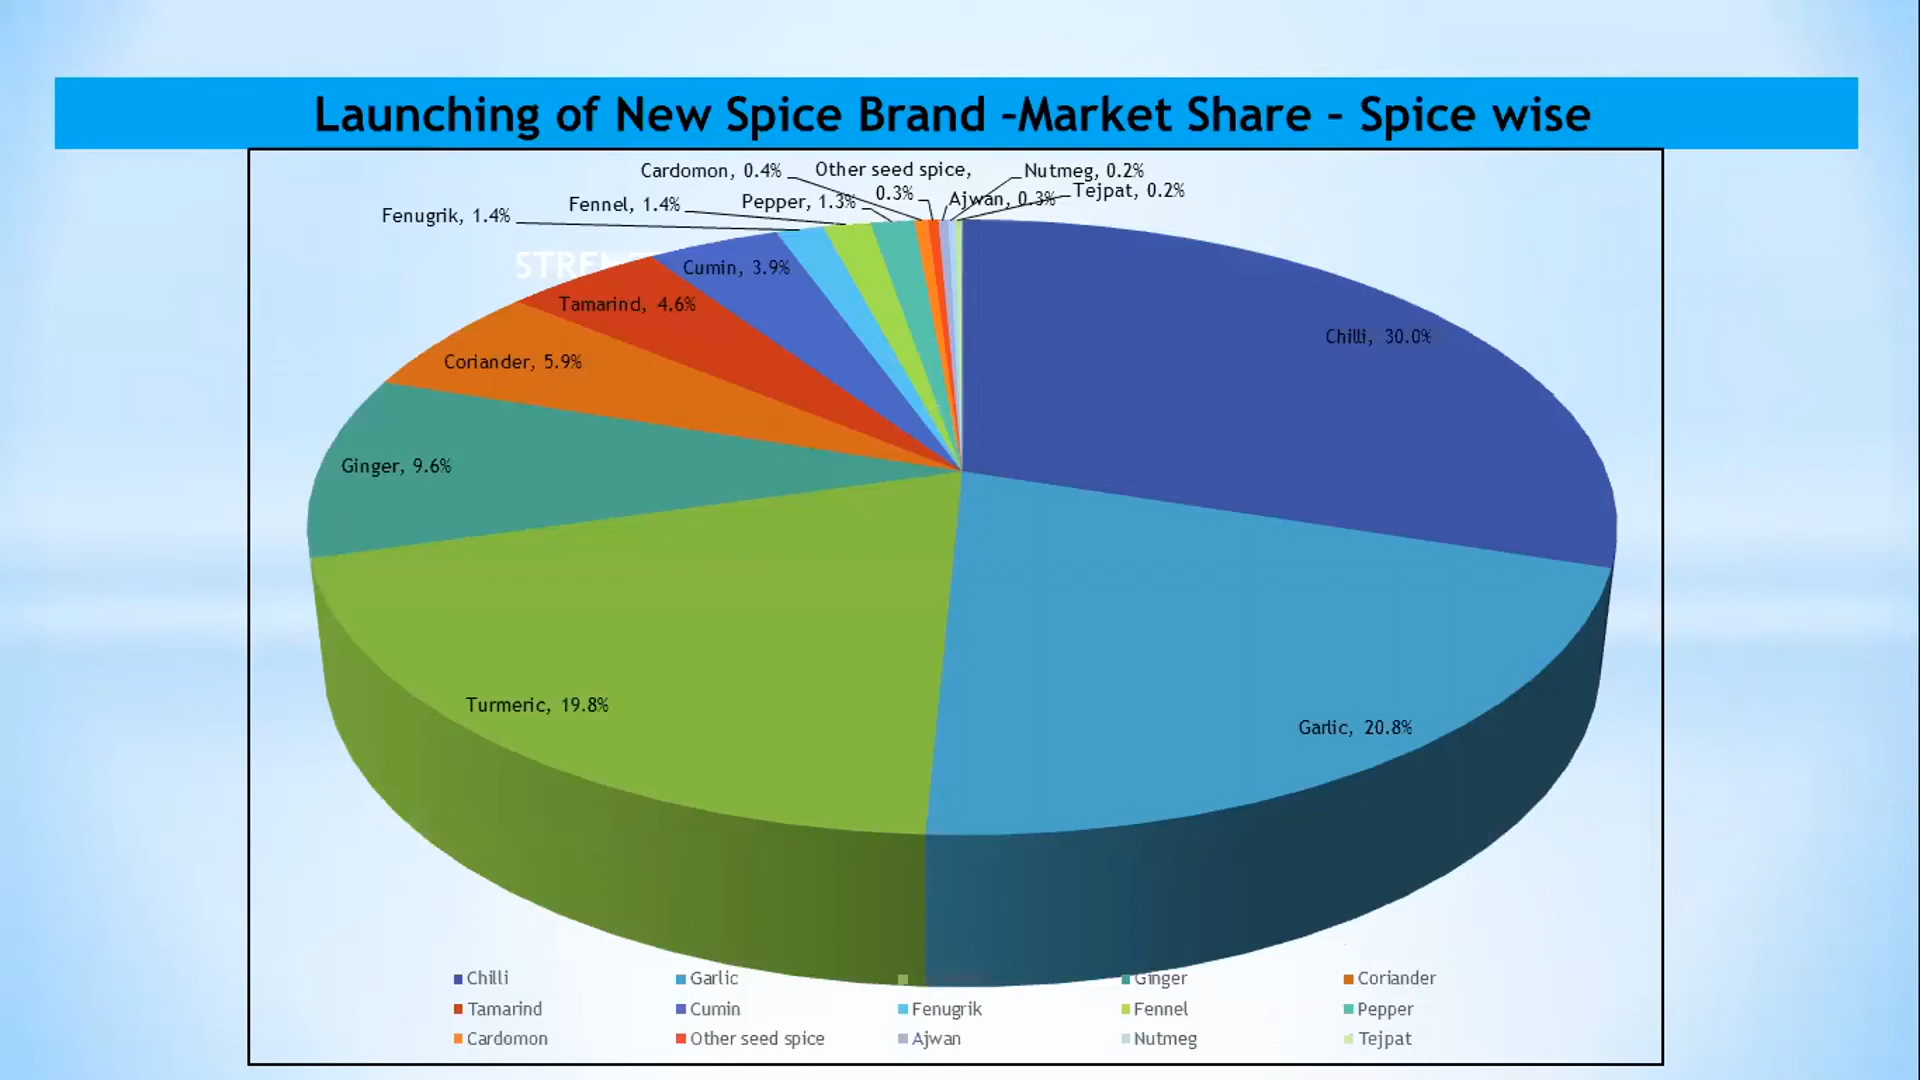 Launching of New Spice Brand -Market Share - Spice wise
Cardomon, 0.4%
Other seed spice,
0.3%
Nutmeg, 0.2%
Tejpat, 0.2%
Ajwan, 0.3%
Pepper, 1.3%
Fennel, 1.4%
Fenugrik, 1.4%
Cumin, 3.9%
Tamarind, 4.6%
Chilli, 30.0%
Coriander, 5.9%
Ginger, 9.6%
Turmeric, 19.8%
Garlic, 20.8%
Chilli Garlic Ginger Coriander
Tamarind Cumin Fenugrik Fennel Pepper
Cardomon Other seed spice Ajwan Nutmeg Tejpat